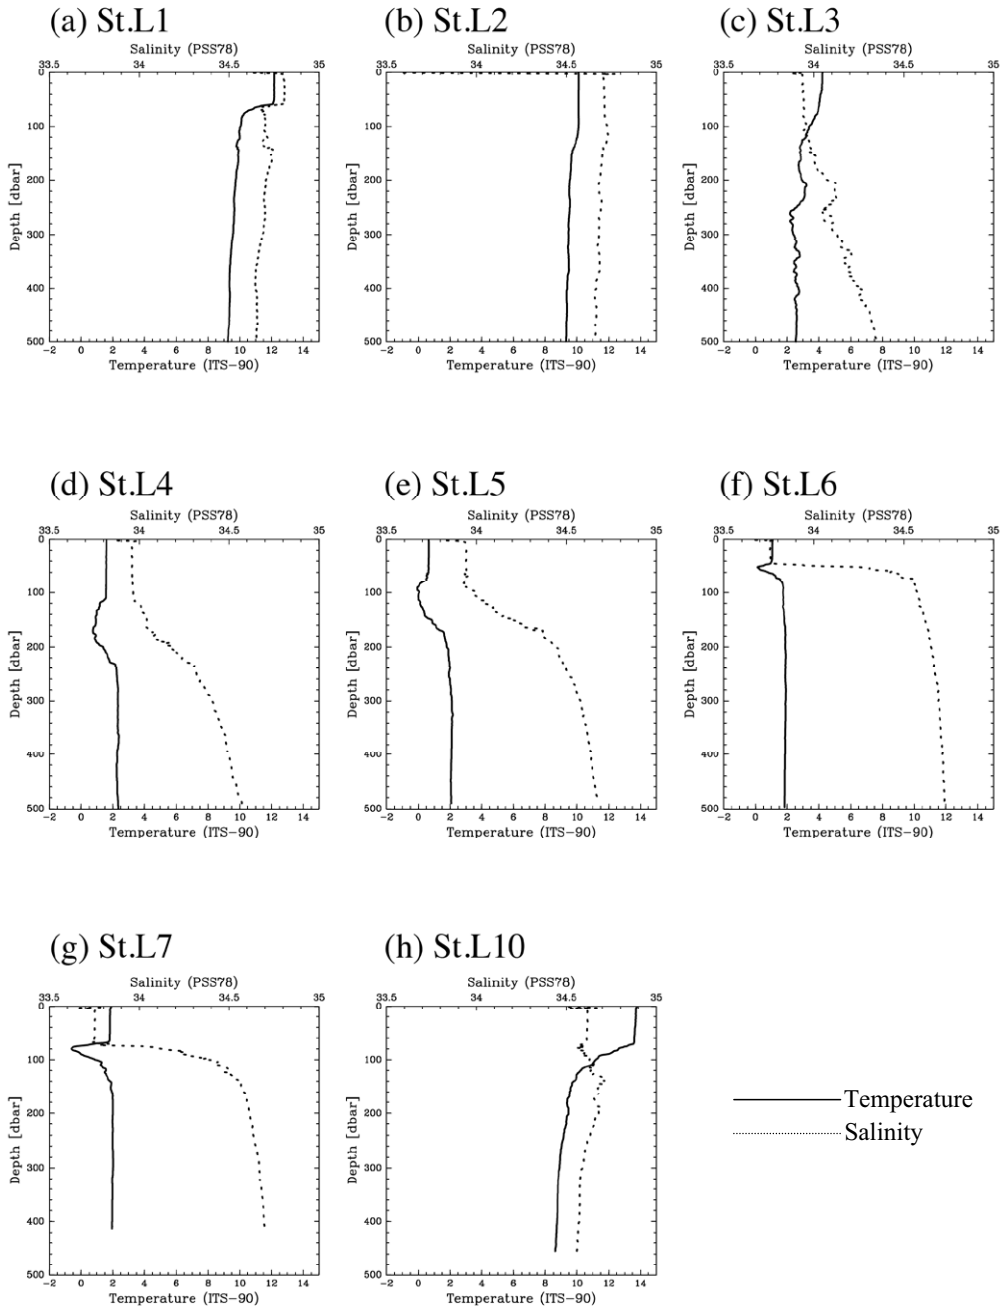 (a) St.L1
(b) St.L2
(c) St.L3
Salinity (PSS78)
Salinity (PSS78)
Salinity (PSS78)
33.5 34 34.5 35
33.5 34 34.5 35
33.5 34 34.5 35
Depth [dbar]
0
100
200
300
400
500
Depth [dbar]
0
100
200
300
400
500
Depth [dbar]
0
100
200
300
400
500
-2 0 2 4 6 8 10 12 14
-2 0 2 4 6 8 10 12 14
-2 0 2 4 6 8 10 12 14
Temperature (ITS-90)
Temperature (ITS-90)
Temperature (ITS-90)
(d) St.L4
(e) St.L5
(f) St.L6
Salinity (PSS78)
Salinity (PSS78)
Salinity (PSS78)
33.5 34 34.5 35
33.5 34 34.5 35
33.5 34 34.5 35
Depth [dbar]
0
100
200
300
400
500
Depth [dbar]
0
100
200
300
400
500
Depth [dbar]
0
100
200
300
400
500
-2 0 2 4 6 8 10 12 14
-2 0 2 4 6 8 10 12 14
-2 0 2 4 6 8 10 12 14
Temperature (ITS-90)
Temperature (ITS-90)
Temperature (ITS-90)
(g) St.L7
(h) St.L10
Salinity (PSS78)
Salinity (PSS78)
33.5 34 34.5 35
33.5 34 34.5 35
Depth [dbar]
0
100
200
300
400
500
Depth [dbar]
0
100
200
300
400
500
-2 0 2 4 6 8 10 12 14
-2 0 2 4 6 8 10 12 14
Temperature (ITS-90)
Temperature (ITS-90)
Temperature
Salinity